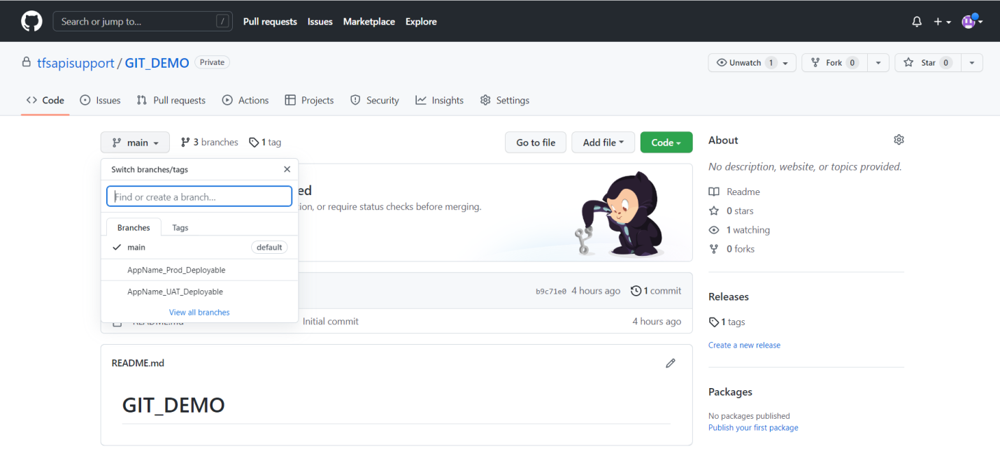 Search or jump to... /
Pull requests Issues Marketplace Explore
tfsapisupport / GIT_DEMO Private
Unwatch 1 Fork 0 Star 0
Code Issues Pull requests Actions Projects Security Insights Settings
main 3 branches 1 tag
Go to file Add file Code
Switch branches/tags
Find or create a branch...
Branches Tags
main default
AppName_Prod_Deployable
AppName_UAT_Deployable
View all branches
ed
ion, or require status checks before merging.
b9c71e0 4 hours ago 1 commit
README.md Initial commit 4 hours ago
README.md
GIT_DEMO
About
No description, website, or topics provided.
Readme
0 stars
1 watching
0 forks
Releases
1 tags
Create a new release
Packages
No packages published
Publish your first package